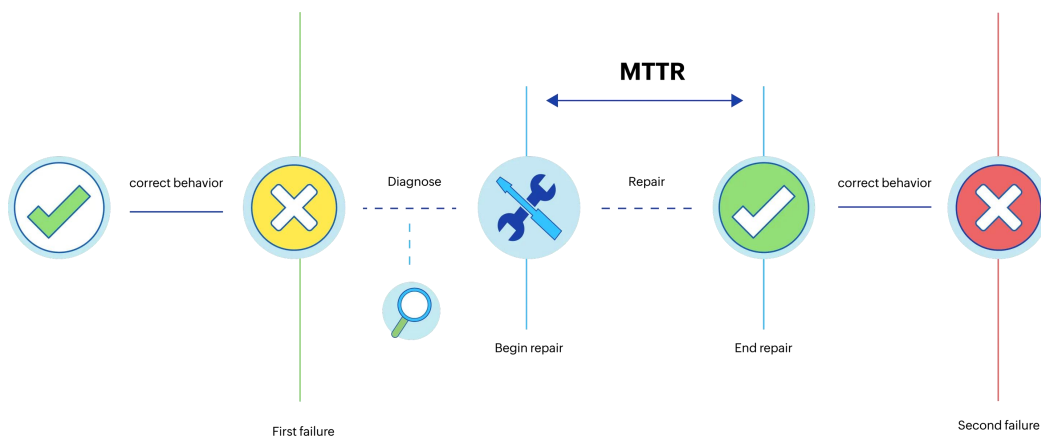 MTTR
correct behavior
Diagnose
Repair
correct behavior
Begin repair
End repair
First failure
Second failure